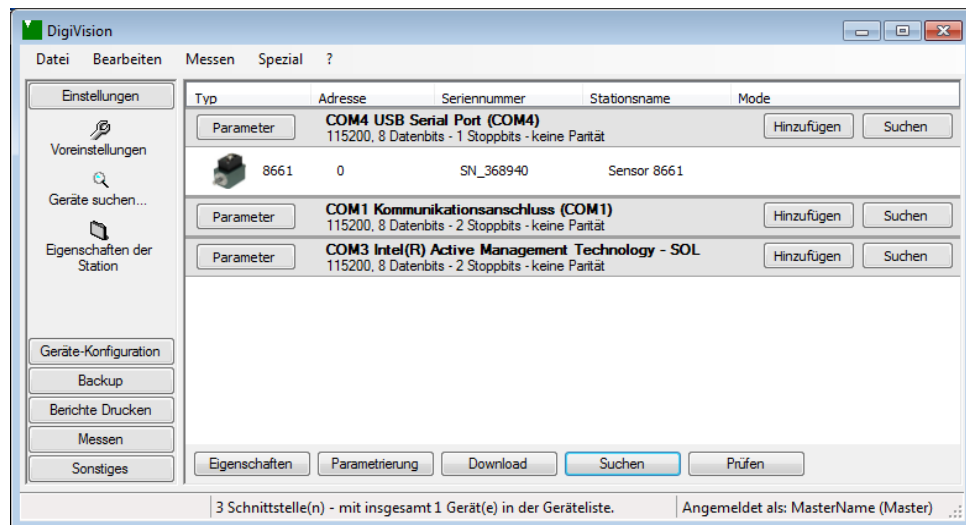 DigiVision
Datei Bearbeiten Messen Spezial ?
Einstellungen
Voreinstellungen
Geräte suchen...
Eigenschaften der
Station
Geräte-Konfiguration
Backup
Berichte Drucken
Messen
Sonstiges
Typ Adresse Seriennummer Stationsname Mode
Parameter COM4 USB Serial Port (COM4) Hinzufügen Suchen
115200, 8 Datenbits - 1 Stoppbits - keine Parität
8661 0 SN_368940 Sensor 8661
Parameter COM1 Kommunikationsanschluss (COM1) Hinzufügen Suchen
115200, 8 Datenbits - 2 Stoppbits - keine Parität
Parameter COM3 Intel(R) Active Management Technology - SOL Hinzufügen Suchen
115200, 8 Datenbits - 2 Stoppbits - keine Parität
Eigenschaften Parametrierung Download Suchen Prüfen
3 Schnittstelle(n) - mit insgesamt 1 Gerät(e) in der Geräteliste. Angemeldet als: MasterName (Master)